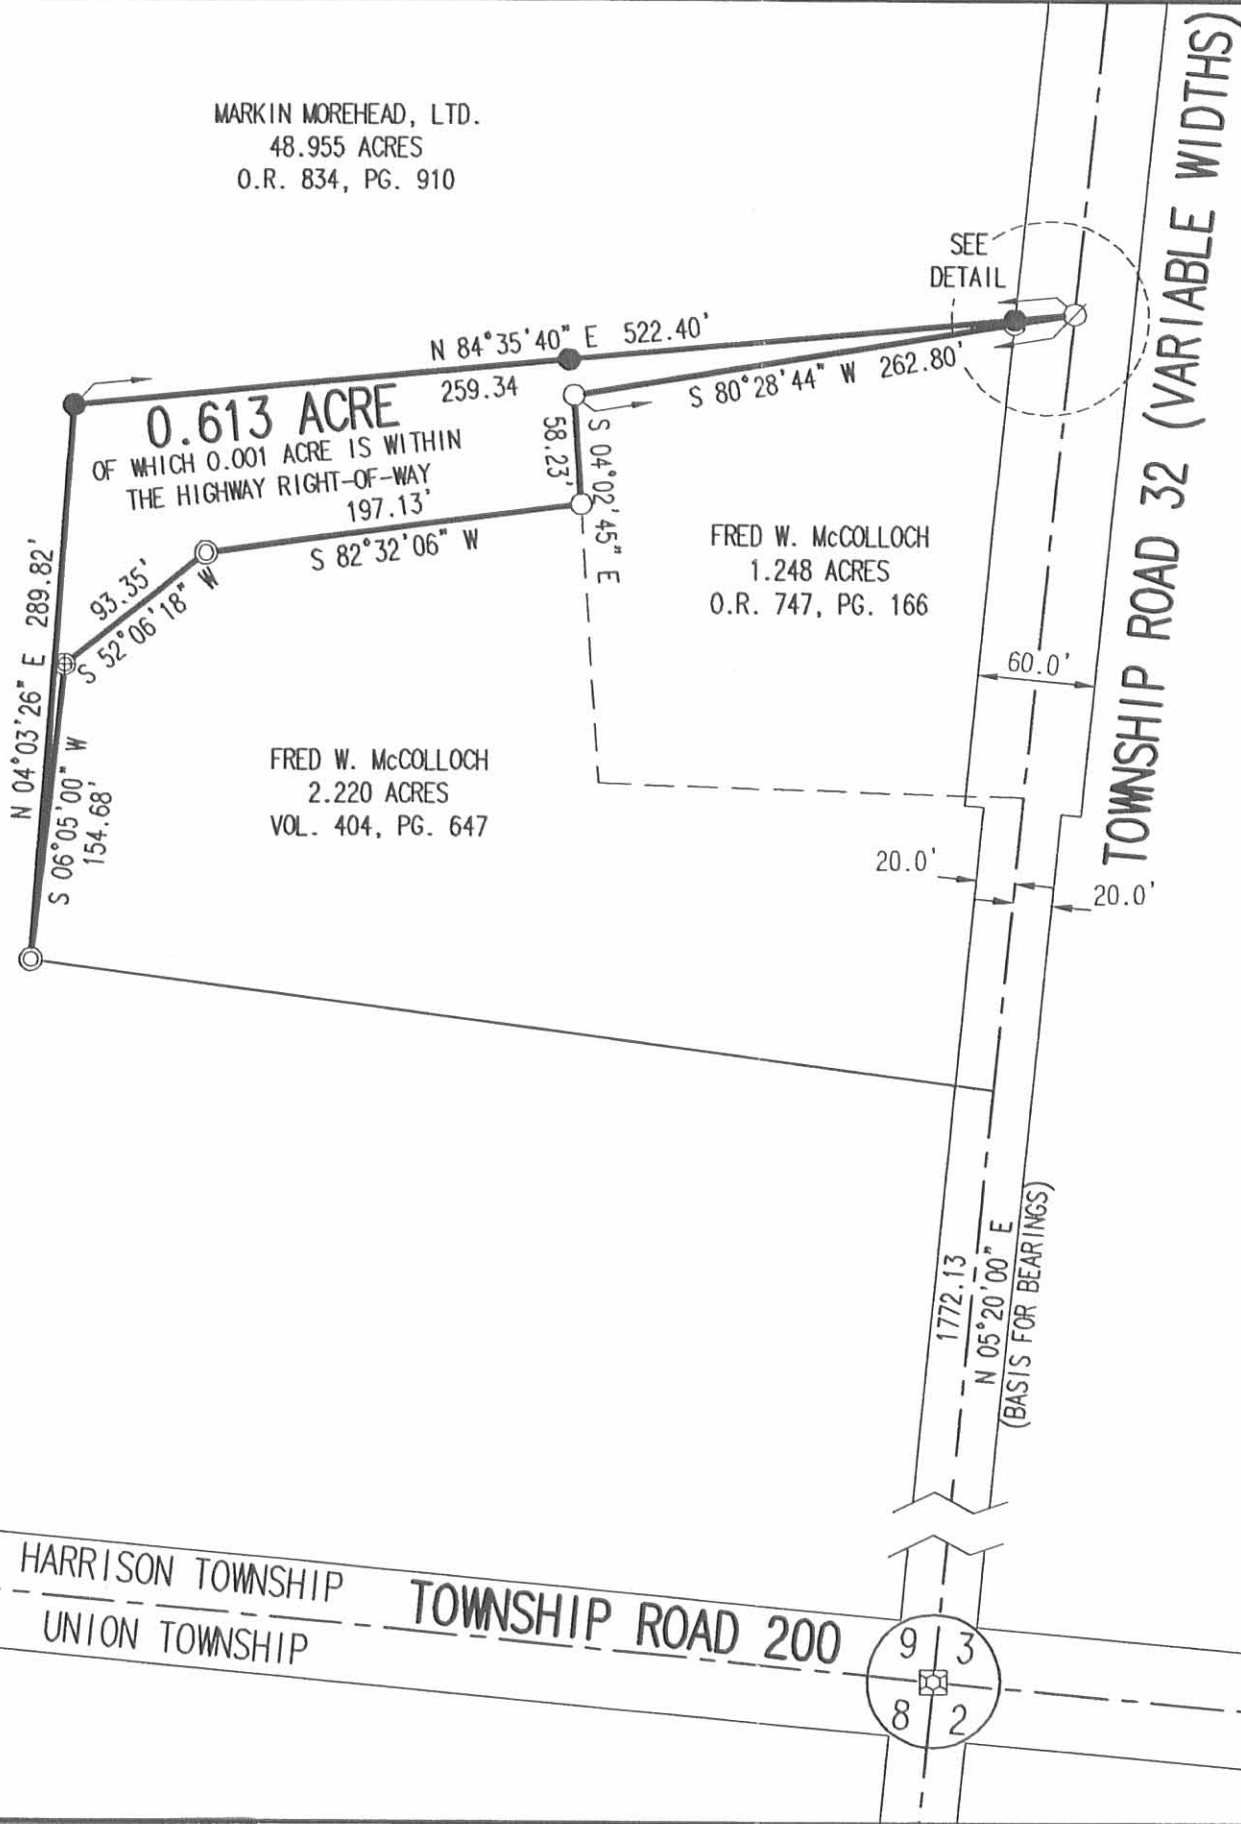 MARKIN MOREHEAD, LTD.
48.955 ACRES
O.R. 834, PG. 910
TOWNSHIP ROAD 32 (VARIABLE WIDTHS)
SEE
DETAIL
N 84°35'40" E 522.40'
259.34
S 80°28'44" W 262.80'
0.613 ACRE
OF WHICH 0.001 ACRE IS WITHIN
THE HIGHWAY RIGHT-OF-WAY
58.23'
S 04°02'45" E
197.13'
S 82°32'06" W
93.35'
S 52°06'18" W
N 04°03'26" E 289.82'
S 06°05'00" W
154.68'
FRED W. McCOLLOCH
1.248 ACRES
O.R. 747, PG. 166
60.0'
FRED W. McCOLLOCH
2.220 ACRES
VOL. 404, PG. 647
20.0'
20.0'
1772.13
N 05°20'00" E
(BASIS FOR BEARINGS)
HARRISON TOWNSHIP
UNION TOWNSHIP
TOWNSHIP ROAD 200
9 3
8 2